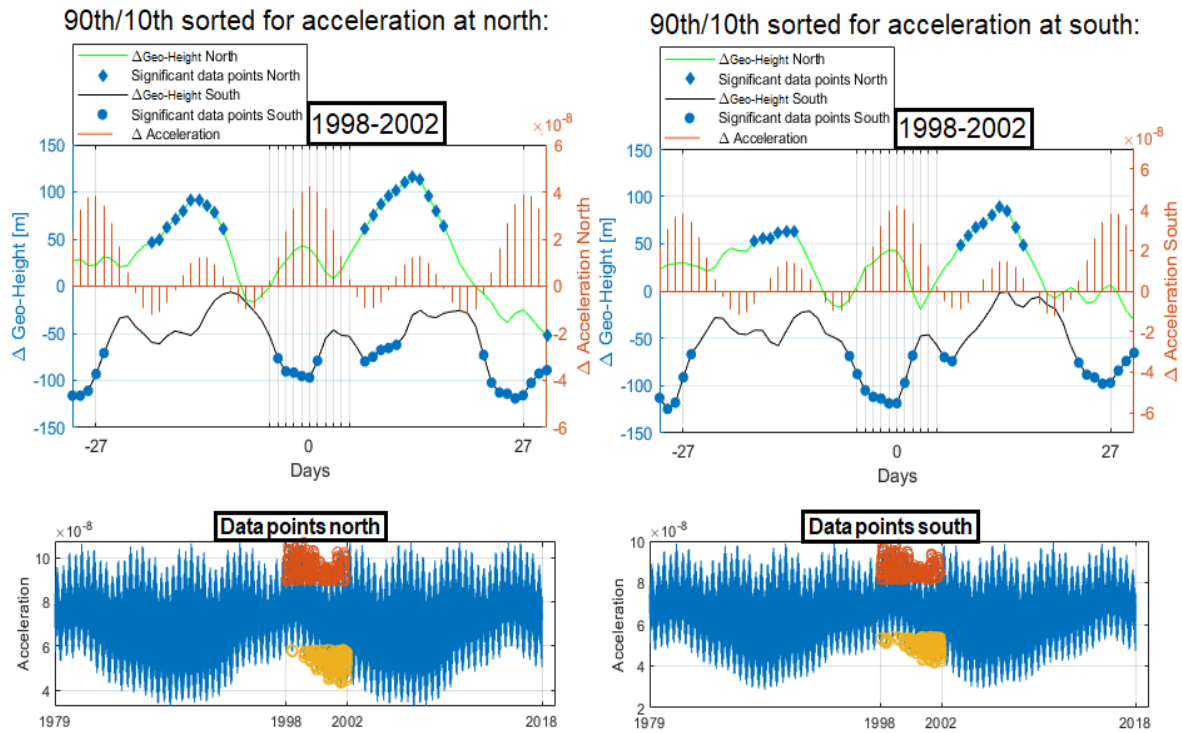 90th/10th sorted for acceleration at north:
ΔGeo-Height North
Significant data points North
ΔGeo-Height South
Significant data points South
Δ Acceleration
1998-2002
×10^-8
150
100
50
0
-50
-100
-150
6
4
2
0
-2
-4
-6
Δ Geo-Height [m]
Δ Acceleration North
-27
0
27
Days
90th/10th sorted for acceleration at south:
ΔGeo-Height North
Significant data points North
ΔGeo-Height South
Significant data points South
Δ Acceleration
1998-2002
×10^-8
150
100
50
0
-50
-100
-150
6
4
2
0
-2
-4
-6
Δ Geo-Height [m]
Δ Acceleration South
-27
0
27
Days
Data points north
×10^-8
10
8
6
4
Acceleration
1979
1998
2002
2018
Data points south
×10^-8
10
8
6
4
2
Acceleration
1979
1998
2002
2018